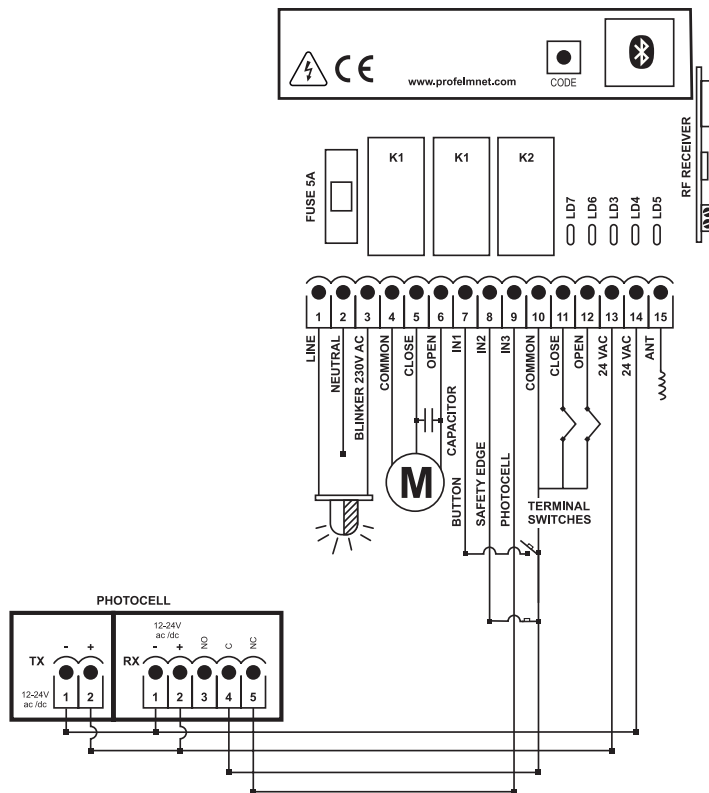 CE
www.profelmnet.com
CODE
RF RECEIVER
FUSE 5A
K1
K1
K2
LD7
LD6
LD3
LD4
LD5
1 2 3 4 5 6 7 8 9 10 11 12 13 14 15
LINE
NEUTRAL
BLINKER 230V AC
COMMON
CLOSE
OPEN
IN1
IN2
IN3
COMMON
CLOSE
OPEN
24 VAC
24 VAC
ANT
CAPACITOR
M
BUTTON
SAFETY EDGE
PHOTOCELL
TERMINAL
SWITCHES
PHOTOCELL
TX
- +
12-24V
ac /dc
1 2
RX
12-24V
ac /dc
- +
NO
C
NC
1 2 3 4 5